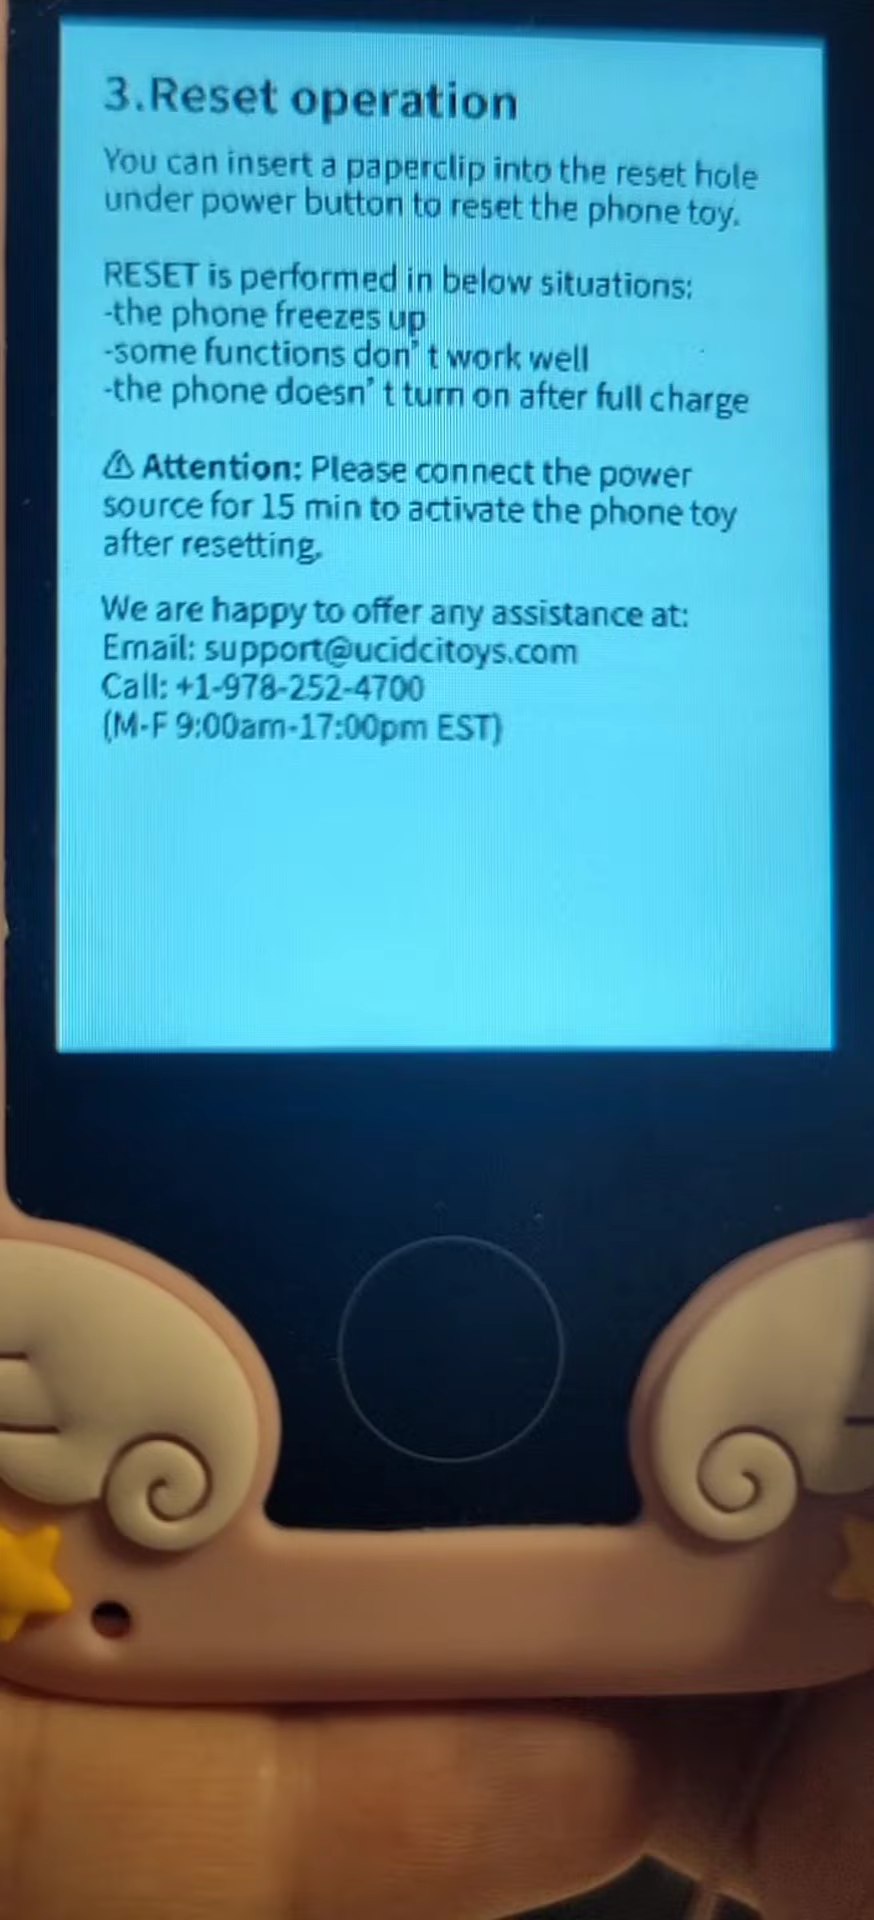 3.Reset operation
You can insert a paperclip into the reset hole
under power button to reset the phone toy.
RESET is performed in below situations:
-the phone freezes up
-some functions don’t work well
-the phone doesn’t turn on after full charge
⚠ Attention: Please connect the power
source for 15 min to activate the phone toy
after resetting.
We are happy to offer any assistance at:
Email: support@ucidcitoys.com
Call: +1-978-252-4700
(M-F 9:00am-17:00pm EST)